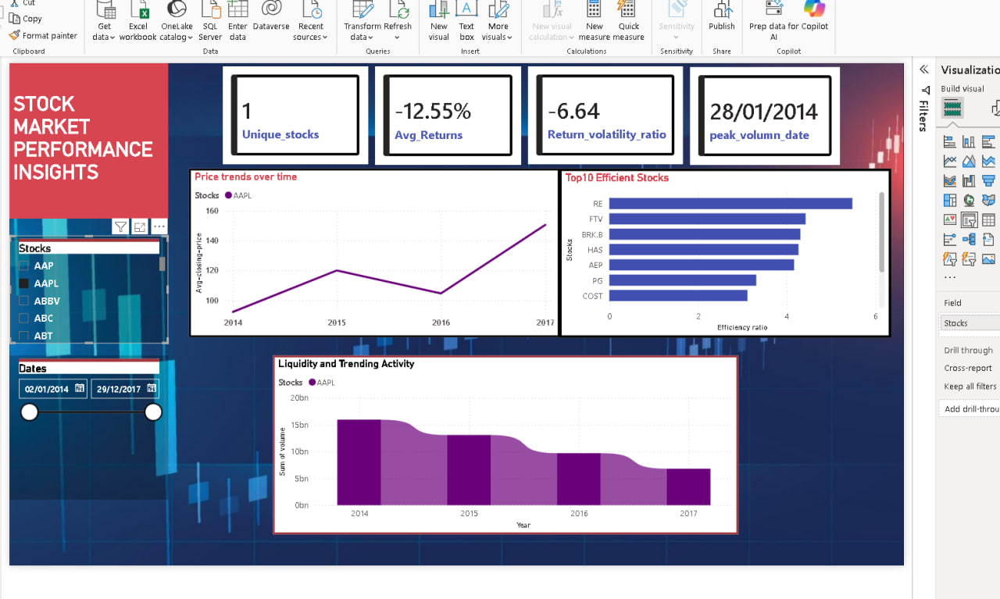 Cut
Copy
Format painter
Clipboard
Get data
Excel workbook
OneLake catalog
SQL Server
Enter data
Dataverse
Recent sources
Data
Transform data
Refresh
Queries
New visual
Text box
More visuals
Insert
New visual calculation
New measure
Quick measure
Calculations
Sensitivity
Sensitivity
Publish
Share
Prep data for AI
Copilot
Copilot
STOCK
MARKET
PERFORMANCE
INSIGHTS
1
Unique_stocks
-12.55%
Avg_Returns
-6.64
Return_volatility_ratio
28/01/2014
peak_volumn_date
Price trends over time
Stocks AAPL
Avg-closing-price
160
140
120
100
2014 2015 2016 2017
Top10 Efficient Stocks
Stocks
RE
FTV
BRK.B
HAS
AEP
PG
COST
0 2 4 6
Efficiency ratio
Stocks
AAP
AAPL
ABBV
ABC
ABT
Dates
02/01/2014 29/12/2017
Liquidity and Trending Activity
Stocks AAPL
Sum of volume
20bn
15bn
10bn
5bn
0bn
2014 2015 2016 2017
Year
Filters
Visualizatio
Build visual
Field
Stocks
Drill through
Cross-report
Keep all filters
Add drill-throu